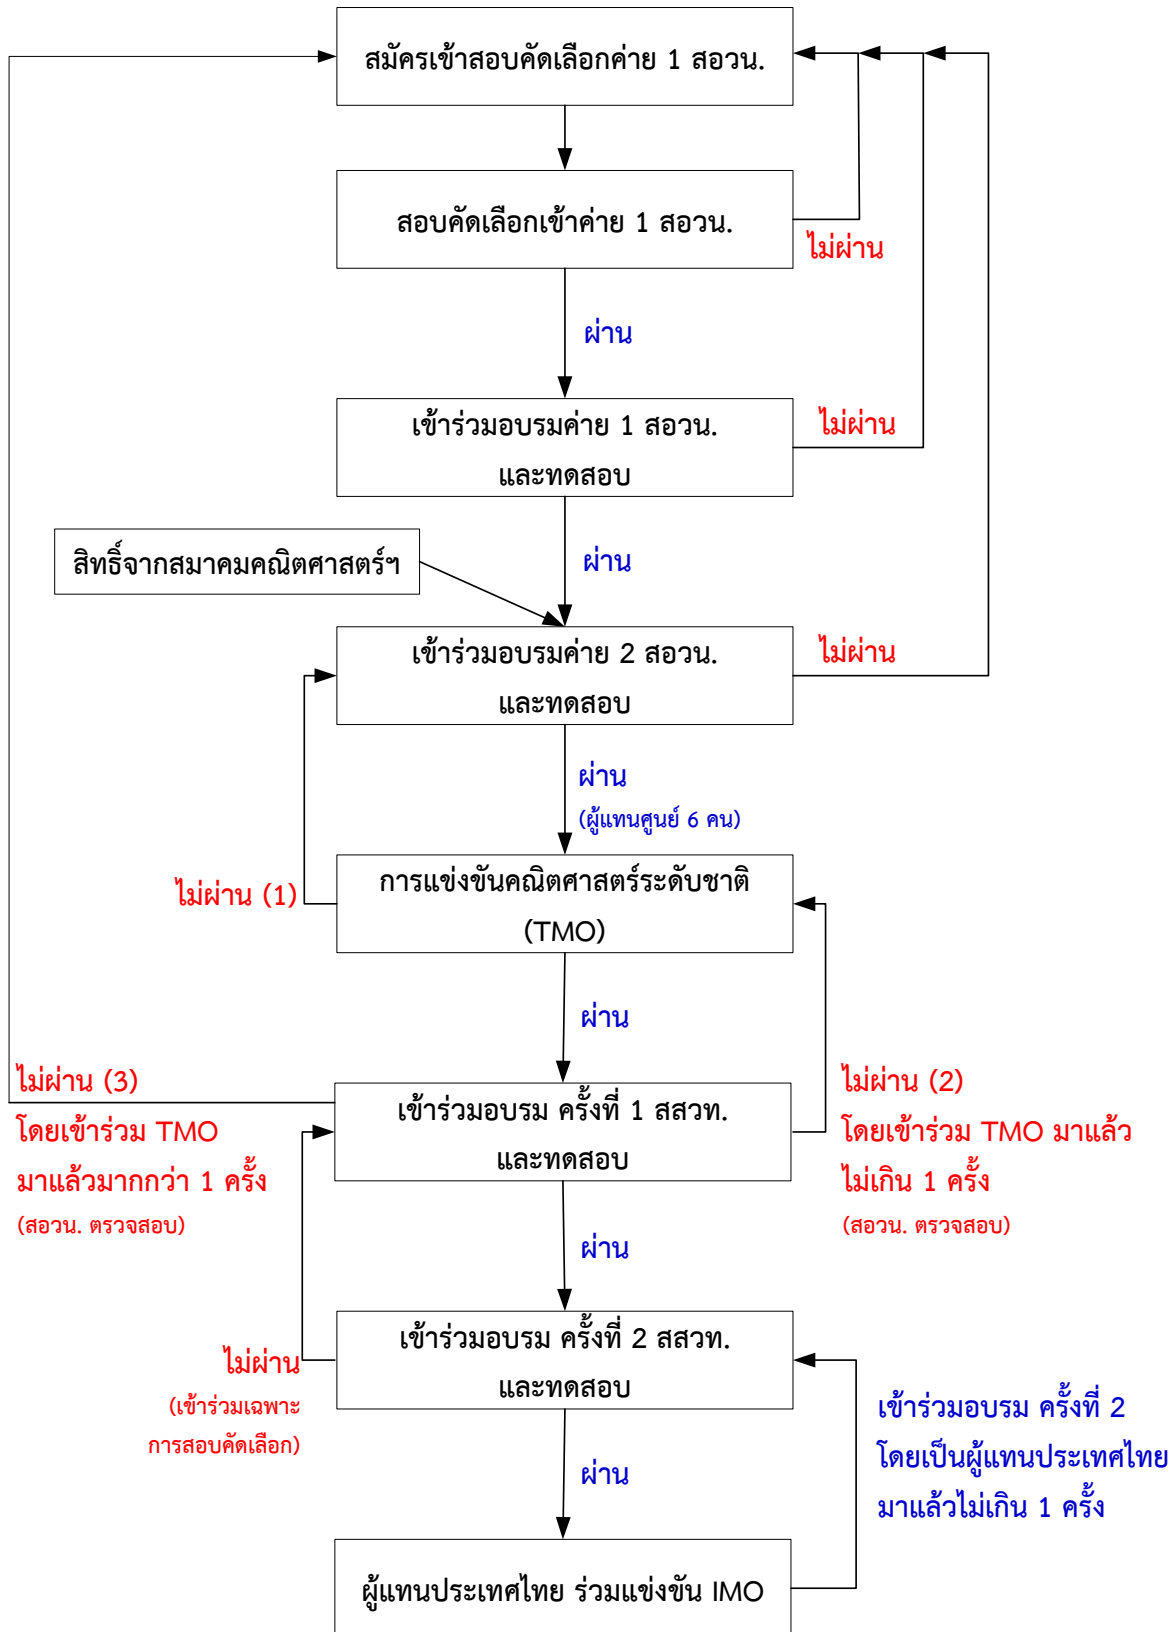 สมัครเข้าสอบคัดเลือกค่าย 1 สอวน.
สอบคัดเลือกเข้าค่าย 1 สอวน.
ไม่ผ่าน
ผ่าน
เข้าร่วมอบรมค่าย 1 สอวน.
และทดสอบ
ไม่ผ่าน
สิทธิ์จากสมาคมคณิตศาสตร์ฯ
ผ่าน
เข้าร่วมอบรมค่าย 2 สอวน.
และทดสอบ
ไม่ผ่าน
ผ่าน
(ผู้แทนศูนย์ 6 คน)
ไม่ผ่าน (1)
การแข่งขันคณิตศาสตร์ระดับชาติ
(TMO)
ผ่าน
ไม่ผ่าน (3)
โดยเข้าร่วม TMO
มาแล้วมากกว่า 1 ครั้ง
(สอวน. ตรวจสอบ)
เข้าร่วมอบรม ครั้งที่ 1 สสวท.
และทดสอบ
ไม่ผ่าน (2)
โดยเข้าร่วม TMO มาแล้ว
ไม่เกิน 1 ครั้ง
(สอวน. ตรวจสอบ)
ผ่าน
เข้าร่วมอบรม ครั้งที่ 2 สสวท.
และทดสอบ
ไม่ผ่าน
(เข้าร่วมเฉพาะ
การสอบคัดเลือก)
เข้าร่วมอบรม ครั้งที่ 2
โดยเป็นผู้แทนประเทศไทย
มาแล้วไม่เกิน 1 ครั้ง
ผ่าน
ผู้แทนประเทศไทย ร่วมแข่งขัน IMO